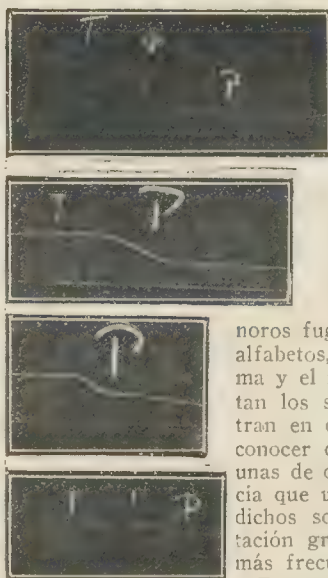 T
P
T
P
P
noros fug
alfabetos,
ma y el
tan los s
tran en
conocer
unas de
cia que u
dichos so
tación gr
más frec
P